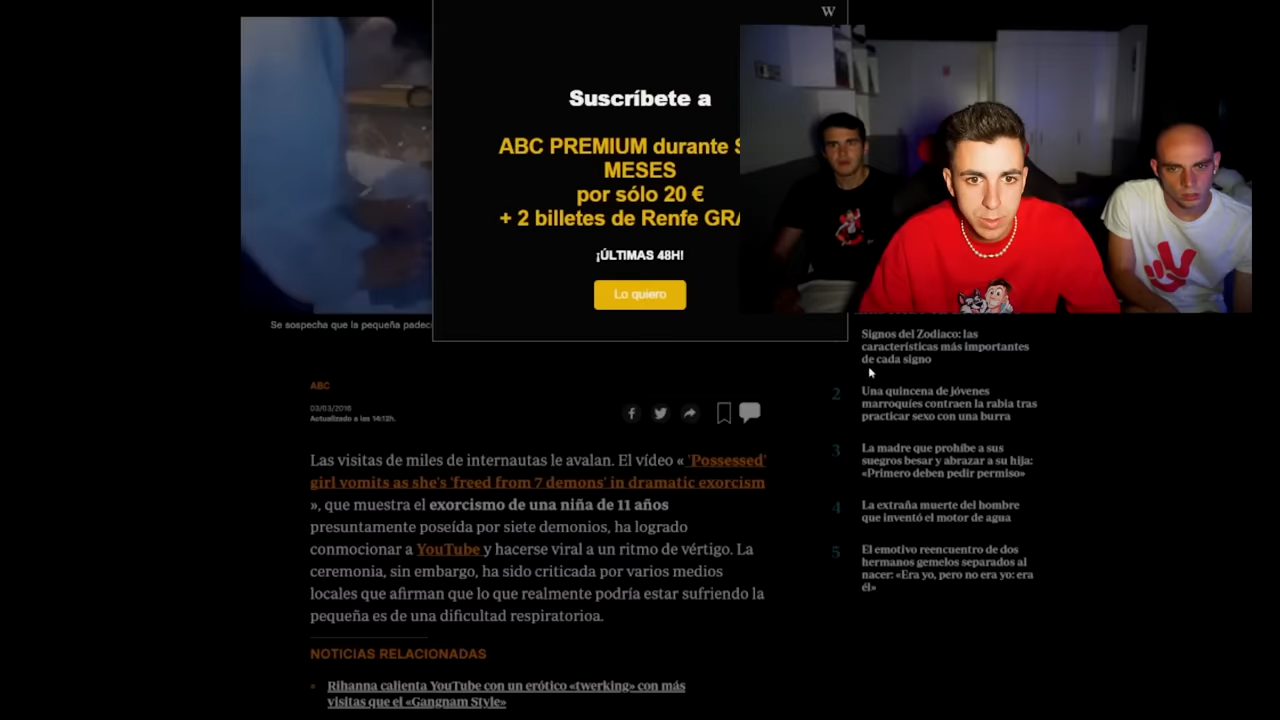 W
Suscríbete a
ABC PREMIUM durante
MESES
por sólo 20 €
+ 2 billetes de Renfe
¡ÚLTIMAS 48H!
Lo quiero
Se sospecha que la pequeña
ABC
03/03/2016
Actualizado a las 14:12h.
Las visitas de miles de internautas le avalan. El vídeo « 'Possessed'
girl vomits as she's 'freed from 7 demons' in dramatic exorcism
», que muestra el exorcismo de una niña de 11 años
presuntamente poseída por siete demonios, ha logrado
conmocionar a YouTube y hacerse viral a un ritmo de vértigo. La
ceremonia, sin embargo, ha sido criticada por varios medios
locales que afirman que lo que realmente podría estar sufriendo la
pequeña es de una dificultad respiratorioa.
NOTICIAS RELACIONADAS
Rihanna calienta YouTube con un erótico «twerking» con más
visitas que el «Gangnam Style»
Signos del Zodiaco: las
características más importantes
de cada signo
2 Una quincena de jóvenes
marroquíes contraen la rabia tras
practicar sexo con una burra
3 La madre que prohíbe a sus
suegros besar y abrazar a su hija:
«Primero deben pedir permiso»
4 La extraña muerte del hombre
que inventó el motor de agua
5 El emotivo reencuentro de dos
hermanos gemelos separados al
nacer: «Era yo, pero no era yo: era
él»